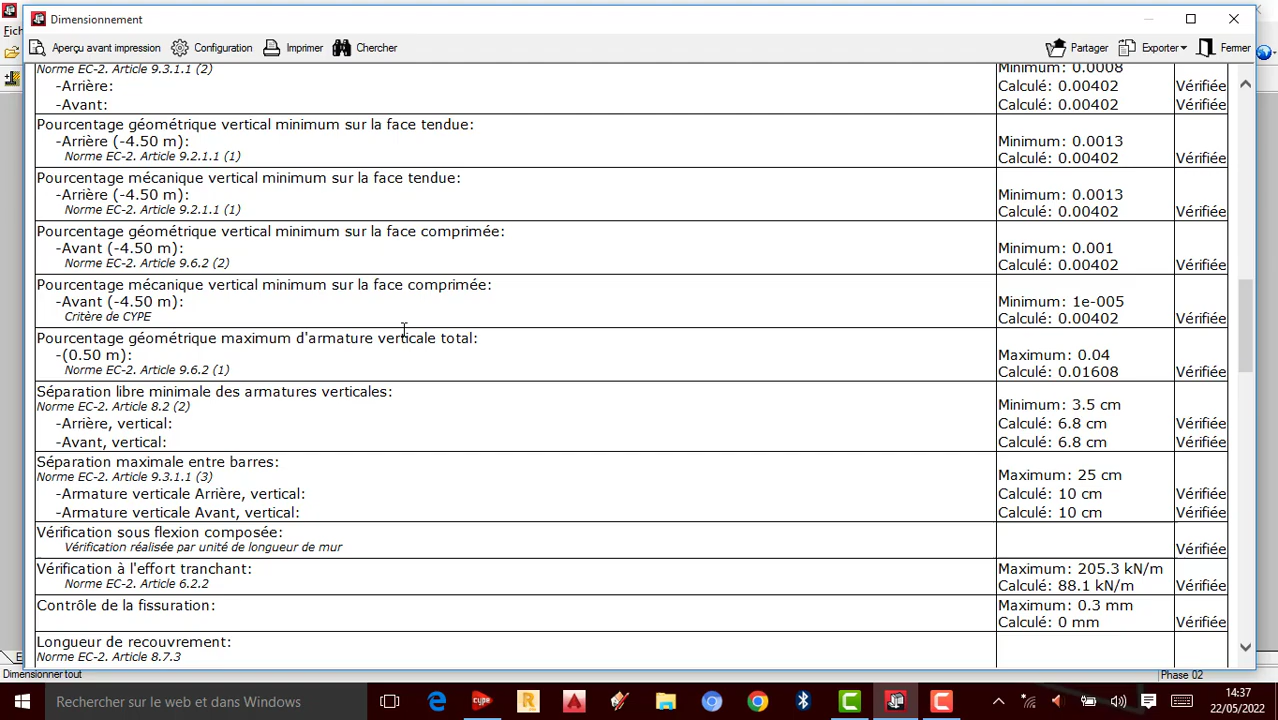 Dimensionnement
Fich
Aperçu avant impression Configuration Imprimer Chercher Partager Exporter Fermer
Norme EC-2. Article 9.3.1.1 (2) Minimum: 0.0008
-Arrière: Calculé: 0.00402 Vérifiée
-Avant: Calculé: 0.00402 Vérifiée
Pourcentage géométrique vertical minimum sur la face tendue:
-Arrière (-4.50 m): Minimum: 0.0013
Norme EC-2. Article 9.2.1.1 (1) Calculé: 0.00402 Vérifiée
Pourcentage mécanique vertical minimum sur la face tendue:
-Arrière (-4.50 m): Minimum: 0.0013
Norme EC-2. Article 9.2.1.1 (1) Calculé: 0.00402 Vérifiée
Pourcentage géométrique vertical minimum sur la face comprimée:
-Avant (-4.50 m): Minimum: 0.001
Norme EC-2. Article 9.6.2 (2) Calculé: 0.00402 Vérifiée
Pourcentage mécanique vertical minimum sur la face comprimée:
-Avant (-4.50 m): Minimum: 1e-005
Critère de CYPE Calculé: 0.00402 Vérifiée
Pourcentage géométrique maximum d'armature verticale total:
-(0.50 m): Maximum: 0.04
Norme EC-2. Article 9.6.2 (1) Calculé: 0.01608 Vérifiée
Séparation libre minimale des armatures verticales:
Norme EC-2. Article 8.2 (2) Minimum: 3.5 cm
-Arrière, vertical: Calculé: 6.8 cm Vérifiée
-Avant, vertical: Calculé: 6.8 cm Vérifiée
Séparation maximale entre barres:
Norme EC-2. Article 9.3.1.1 (3) Maximum: 25 cm
-Armature verticale Arrière, vertical: Calculé: 10 cm Vérifiée
-Armature verticale Avant, vertical: Calculé: 10 cm Vérifiée
Vérification sous flexion composée:
Vérification réalisée par unité de longueur de mur Vérifiée
Vérification à l'effort tranchant: Maximum: 205.3 kN/m
Norme EC-2. Article 6.2.2 Calculé: 88.1 kN/m Vérifiée
Contrôle de la fissuration: Maximum: 0.3 mm
Calculé: 0 mm Vérifiée
Longueur de recouvrement:
Norme EC-2. Article 8.7.3
Dimensionner tout Phase 02
Rechercher sur le web et dans Windows
cype
14:37
22/05/2022